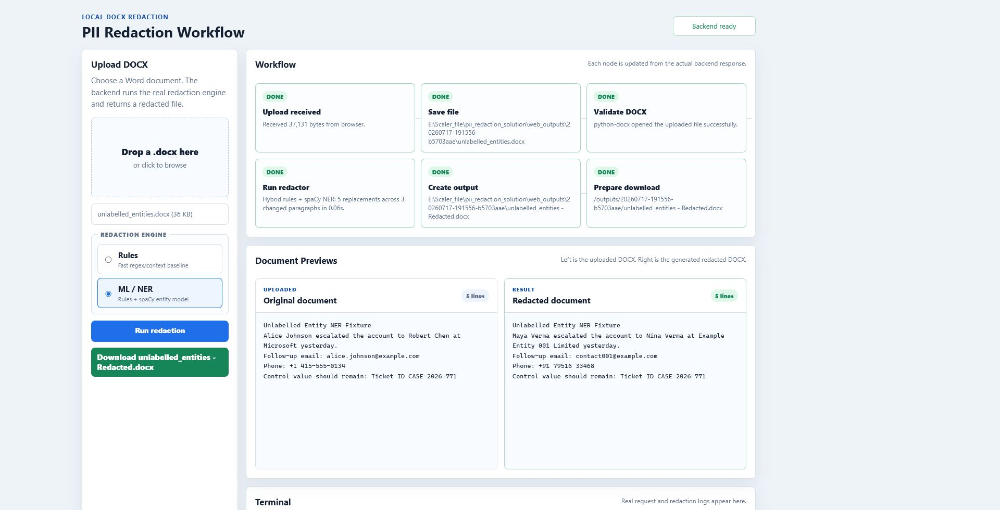 LOCAL DOCX REDACTION
PII Redaction Workflow
Backend ready
Upload DOCX
Choose a Word document. The
backend runs the real redaction engine
and returns a redacted file.
Drop a .docx here
or click to browse
unlabelled_entities.docx (36 KB)
REDACTION ENGINE
Rules
Fast regex/context baseline
ML / NER
Rules + spaCy entity model
Run redaction
Download unlabelled_entities -
Redacted.docx
Workflow
Each node is updated from the actual backend response.
DONE
Upload received
Received 37,131 bytes from browser.
DONE
Save file
E:\Scaler_file\pii_redaction_solution\web_outputs\2
0260717-191556-
b5703aae\unlabelled_entities.docx
DONE
Validate DOCX
python-docx opened the uploaded file successfully.
DONE
Run redactor
Hybrid rules + spaCy NER: 5 replacements across 3
changed paragraphs in 0.06s.
DONE
Create output
E:\Scaler_file\pii_redaction_solution\web_outputs\2
0260717-191556-b5703aae\unlabelled_entities -
Redacted.docx
DONE
Prepare download
/outputs/20260717-191556-
b5703aae/unlabelled_entities - Redacted.docx
Document Previews
Left is the uploaded DOCX. Right is the generated redacted DOCX.
UPLOADED
Original document
5 lines
Unlabelled Entity NER Fixture
Alice Johnson escalated the account to Robert Chen at
Microsoft yesterday.
Follow-up email: alice.johnson@example.com
Phone: +1 415-555-0134
Control value should remain: Ticket ID CASE-2026-771
RESULT
Redacted document
5 lines
Unlabelled Entity NER Fixture
Maya Verma escalated the account to Nina Verma at Example
Entity 001 Limited yesterday.
Follow-up email: contact001@example.com
Phone: +91 79516 33468
Control value should remain: Ticket ID CASE-2026-771
Terminal
Real request and redaction logs appear here.